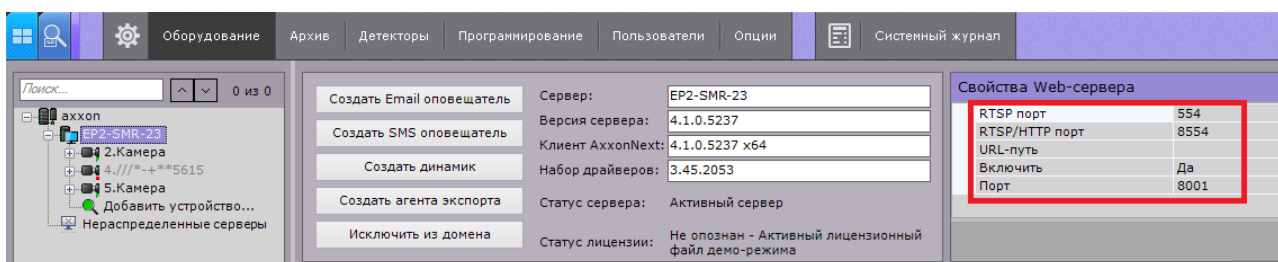 Оборудование Архив Детекторы Программирование Пользователи Опции Системный журнал
Поиск... 0 из 0
axxon
EP2-SMR-23
2.Камера
4.///*-+**5615
5.Камера
Добавить устройство...
Нераспределенные серверы
Создать Email оповещатель
Создать SMS оповещатель
Создать динамик
Создать агента экспорта
Исключить из домена
Сервер: EP2-SMR-23
Версия сервера: 4.1.0.5237
Клиент AxxonNext: 4.1.0.5237 x64
Набор драйверов: 3.45.2053
Статус сервера: Активный сервер
Статус лицензии: Не опознан - Активный лицензионный
файл демо-режима
Свойства Web-сервера
RTSP порт 554
RTSP/HTTP порт 8554
URL-путь
Включить Да
Порт 8001